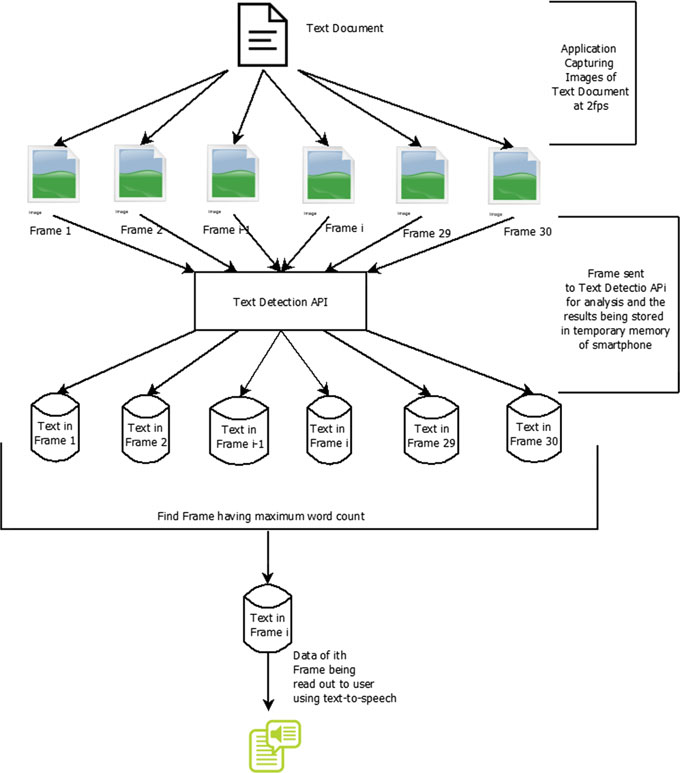 Text Document
Application
Capturing
Images of
Text Document
at 2fps
Image
Image
Image
Image
Image
Image
Frame 1
Frame 2
Frame i-1
Frame i
Frame 29
Frame 30
Text Detection API
Frame sent
to Text Detectio APi
for analysis and the
results being stored
in temporary memory
of smartphone
Text in
Frame 1
Text in
Frame 2
Text in
Frame i-1
Text in
Frame i
Text in
Frame 29
Text in
Frame 30
Find Frame having maximum word count
Text in
Frame i
Data of ith
Frame being
read out to user
using text-to-speech